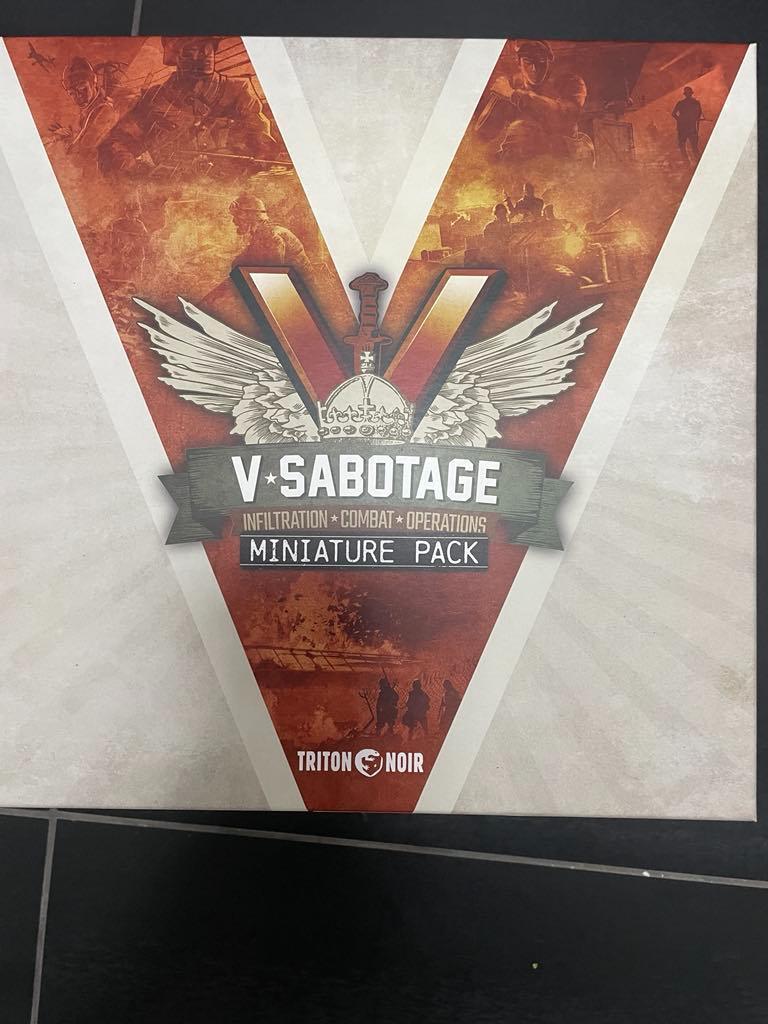 V
V★SABOTAGE
INFILTRATION★COMBAT★OPERATIONS
MINIATURE PACK
TRITON NOIR